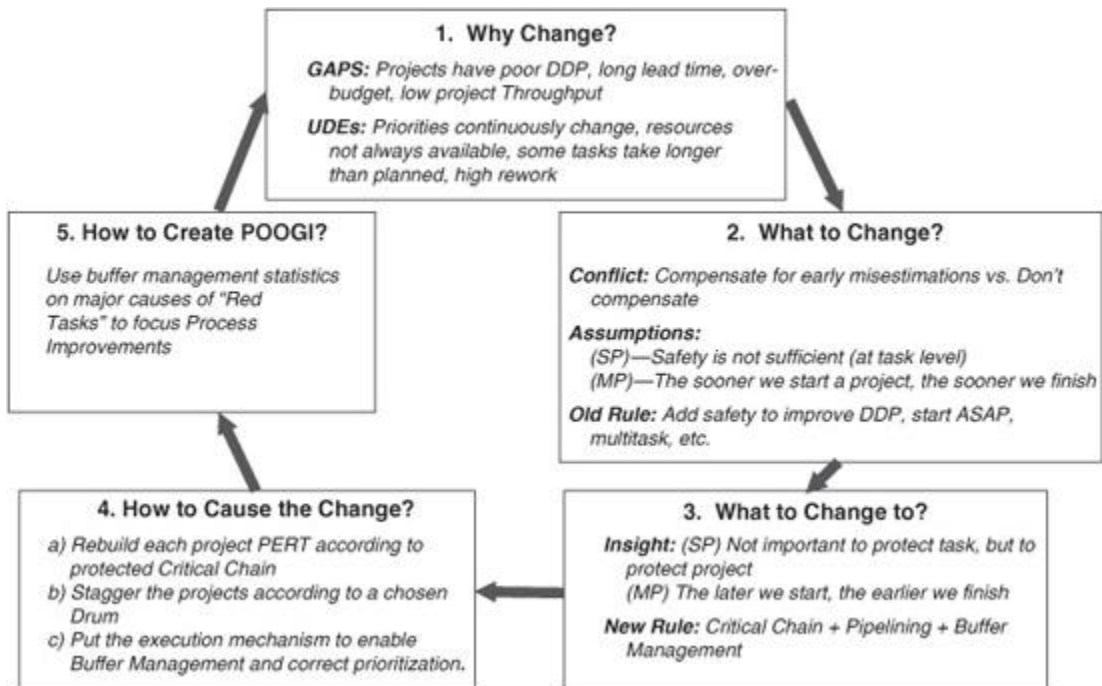 1. Why Change?
GAPS: Projects have poor DDP, long lead time, over-
budget, low project Throughput
UDEs: Priorities continuously change, resources
not always available, some tasks take longer
than planned, high rework
2. What to Change?
Conflict: Compensate for early misestimations vs. Don't
compensate
Assumptions:
(SP)—Safety is not sufficient (at task level)
(MP)—The sooner we start a project, the sooner we finish
Old Rule: Add safety to improve DDP, start ASAP,
multitask, etc.
3. What to Change to?
Insight: (SP) Not important to protect task, but to
protect project
(MP) The later we start, the earlier we finish
New Rule: Critical Chain + Pipelining + Buffer
Management
4. How to Cause the Change?
a) Rebuild each project PERT according to
protected Critical Chain
b) Stagger the projects according to a chosen
Drum
c) Put the execution mechanism to enable
Buffer Management and correct prioritization.
5. How to Create POOGI?
Use buffer management statistics
on major causes of “Red
Tasks” to focus Process
Improvements